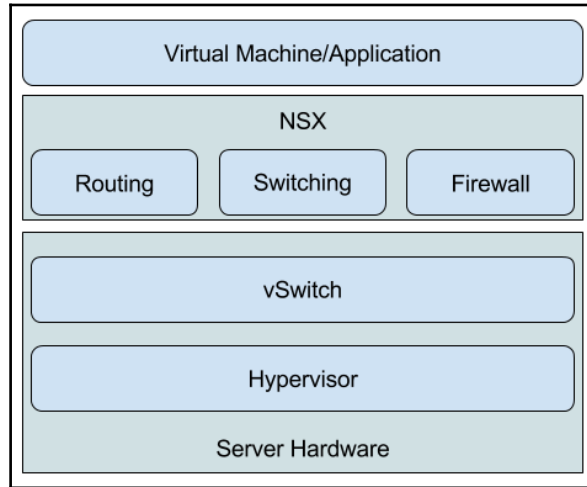 Virtual Machine/Application
NSX
Routing
Switching
Firewall
vSwitch
Hypervisor
Server Hardware